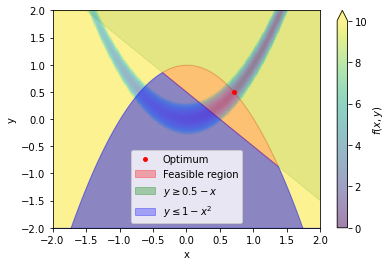 2.0
1.5
1.0
0.5
0.0
−0.5
−1.0
−1.5
−2.0
y
−2.0 −1.5 −1.0 −0.5 0.0 0.5 1.0 1.5 2.0
x
Optimum
Feasible region
y ≥ 0.5 − x
y ≤ 1 − x²
10
8
6
4
2
0
f(x, y)